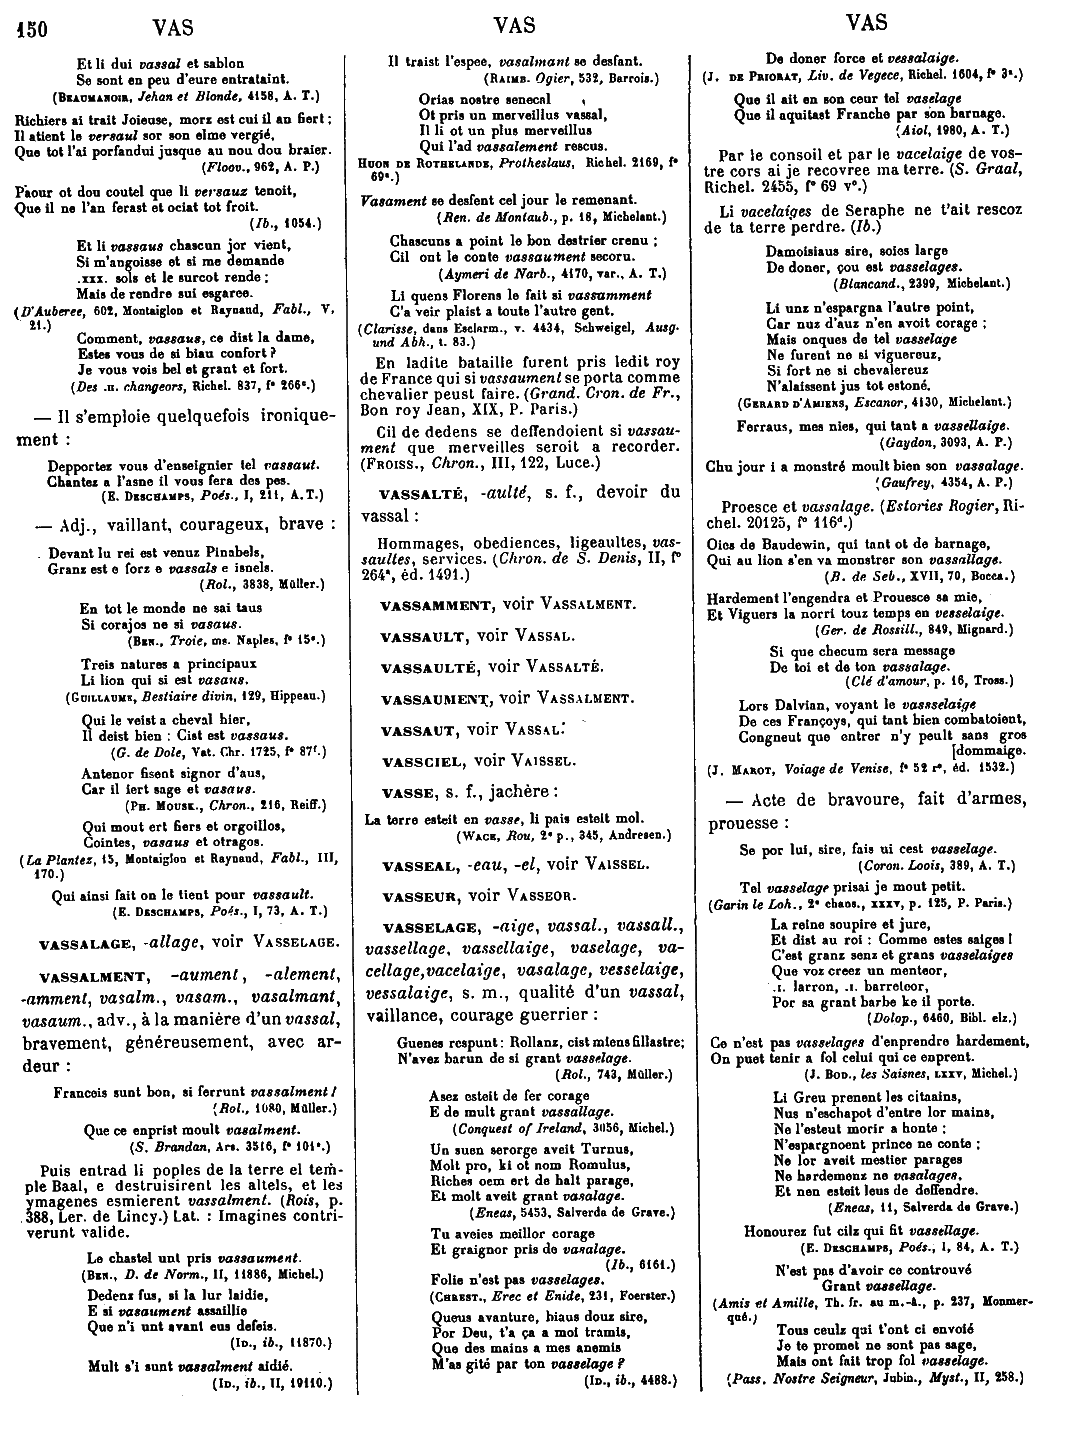 150 VAS VAS VAS
Et li dui vassal et sablon
Se sont en peu d'eure entrataint.
(BEAUMANOIR, Jehan et Blonde, 4158, A. T.)
Richiers ai trait Joieuse, morz est cui il an fiert ;
Il atient le versaul sor son elme vergié,
Que tot l'ai porfandui jusque au nou dou braier.
(Floov., 962, A. P.)
Paour ot dou coutel que li versauz tenoit,
Que il ne l'an ferast et ociat tot froit.
(Ib., 1054.)
Et li vassaus chascun jor vient,
Si m'angoisse et si me demande
.xxx. sols et le surcot rende ;
Mais de rendre sui esgaree.
(D'Auberee, 602, Montaiglon et Raynaud, Fabl., V,
21.)
Comment, vassaus, ce dist la dame,
Estes vous de si biau confort ?
Je vous vois bel et grant et fort.
(Des .II. changeors, Richel. 837, f° 266ᵃ.)
— Il s'emploie quelquefois ironique-
ment :
Depportez vous d'enseignier tel vassaut.
Chantez a l'asne il vous fera des pes.
(E. DESCHAMPS, Poés., I, 211, A.T.)
— Adj., vaillant, courageux, brave :
Devant lu rei est venuz Pinabels,
Granz est e forz e vassals e isnels.
(Rol., 3838, Müller.)
En tot le monde ne sai taus
Si corajos ne si vasaus.
(BEN., Troie, ms. Naples, f° 15ᵃ.)
Treis natures a principaux
Li lion qui si est vasaus.
(GUILLAUME, Bestiaire divin, 129, Hippeau.)
Qui le veist a cheval hier,
Il deist bien : Cist est vassaus.
(G. de Dole, Vat. Chr. 1725, f° 87ᶠ.)
Antenor fisent signor d'aus,
Car il iert sage et vasaus.
(PH. MOUSK., Chron., 216, Reiff.)
Qui mout ert fiers et orgoillos,
Cointes, vasaus et otragos.
(La Plantez, 15, Montaiglon et Raynaud, Fabl., III,
170.)
Qui ainsi fait on le tient pour vassault.
(E. DESCHAMPS, Poés., I, 73, A. T.)
VASSALAGE, -allage, voir VASSELAGE.
VASSALMENT, -aument, -alement,
-amment, vasalm., vasam., vasalmant,
vasaum., adv., à la manière d'un vassal,
bravement, généreusement, avec ar-
deur :
Francois sunt bon, si ferrunt vassalment !
(Rol., 1080, Müller.)
Que ce enprist moult vasalment.
(S. Brandan, Ars. 3516, f° 101ᵃ.)
Puis entrad li poples de la terre el tem-
ple Baal, e destruisirent les altels, et les
ymagenes esmierent vassalment. (Rois, p.
388, Ler. de Lincy.) Lat. : Imagines contri-
verunt valide.
Le chastel unt pris vassaument.
(BEN., D. de Norm., II, 11886, Michel.)
Dedenz fus, si la lur laidie,
E si vasaument assaillie
Que n'i unt avant eus defeis.
(ID., ib., 11870.)
Mult s'i sunt vassalment aidié.
(ID., ib., II, 19110.)
Il traist l'espee, vasalmant se desfant.
(RAIMB. Ogier, 532, Barrois.)
Orias nostre senecal
Ot pris un merveillus vassal,
Il li ot un plus merveillus
Qui l'ad vassalement rescus.
HUON DE ROTHELANDE, Protheslaus, Richel. 2169, f°
69ᵃ.)
Vasament se desfent cel jour le remenant.
(Ren. de Montaub., p. 18, Michelant.)
Chascuns a point le bon destrier crenu ;
Cil ont le conte vassaument secoru.
(Aymeri de Narb., 4170, var., A. T.)
Li quens Florens le fait si vassamment
C'a veir plaist a toute l'autre gent.
(Clarisse, dans Esclarm., v. 4434, Schweigel, Ausg-
und Abh., t. 83.)
En ladite bataille furent pris ledit roy
de France qui si vassaument se porta comme
chevalier peust faire. (Grand. Cron. de Fr.,
Bon roy Jean, XIX, P. Paris.)
Cil de dedens se deffendoient si vassau-
ment que merveilles seroit a recorder.
(FROISS., Chron., III, 122, Luce.)
VASSALTÉ, -aulté, s. f., devoir du
vassal :
Hommages, obediences, ligeaultes, vas-
saultes, services. (Chron. de S. Denis, II, f°
264ᵃ, éd. 1491.)
VASSAMMENT, voir VASSALMENT.
VASSAULT, voir VASSAL.
VASSAULTÉ, voir VASSALTÉ.
VASSAUMENT, voir VASSALMENT.
VASSAUT, voir VASSAL.
VASSCIEL, voir VAISSEL.
VASSE, s. f., jachère :
La terre esteit en vasse, li pais esteit mol.
(WACE, Rou, 2ᵉ p., 345, Andresen.)
VASSEAL, -eau, -el, voir VAISSEL.
VASSEUR, voir VASSEOR.
VASSELAGE, -aige, vassal., vassall.,
vassellage, vassellaige, vaselage, va-
cellage, vacelaige, vasalage, vesselaige,
vessalaige, s. m., qualité d'un vassal,
vaillance, courage guerrier :
Guenes respunt : Rollanz, cist miens fillastre;
N'avez barun de si grant vasselage.
(Rol., 743, Müller.)
Asez esteit de fer corage
E de mult grant vassallage.
(Conquest of Ireland, 3056, Michel.)
Un suen serorge aveit Turnus,
Molt pro, ki ot nom Romulus,
Riches oem ert de halt parage,
Et molt aveit grant vasalage.
(Eneas, 5453, Salverda de Grave.)
Tu aveies meillor corage
Et graignor pris de vasalage.
(Ib., 6161.)
Folie n'est pas vasselages.
(CHREST., Erec et Enide, 231, Foerster.)
Queus avanture, biaus douz sire,
Por Deu, t'a ça a moi tramis,
Que des mains a mes anemis
M'as gité par ton vasselage ?
(ID., ib., 4488.)
De doner force et vessalaige.
(J. DE PRIORAT, Liv. de Vegece, Richel. 1604, f° 3ᵃ.)
Que il ait en son ceur tel vaselage
Que il aquitast Franche par son barnage.
(Aiol, 1980, A. T.)
Par le consoil et par le vacelaige de vos-
tre cors ai je recovree ma terre. (S. Graal,
Richel. 2455, f° 69 v°.)
Li vacelaiges de Seraphe ne t'ait rescoz
de ta terre perdre. (Ib.)
Damoisiaus sire, soies large
De doner, çou est vasselages.
(Blancand., 2399, Michelant.)
Li unz n'espargna l'autre point,
Car nuz d'auz n'en avoit corage ;
Mais onques de tel vasselage
Ne furent ne si viguereuz,
Si fort ne si chevalereuz
N'alaissent jus tot estoné.
(GERARD D'AMIENS, Escanor, 4130, Michelant.)
Ferraus, mes nies, qui tant a vassellaige.
(Gaydon, 3093, A. P.)
Chu jour i a monstré moult bien son vassalage.
(Gaufrey, 4354, A. P.)
Proesce et vassalage. (Estories Rogier, Ri-
chel. 20125, f° 116ᵈ.)
Oies de Baudewin, qui tant ot de barnage,
Qui au lion s'en va monstrer son vassallage.
(B. de Seb., XVII, 70, Bocca.)
Hardement l'engendra et Prouesce sa mie,
Et Viguers la norri touz temps en vesselaige.
(Ger. de Rossill., 849, Mignard.)
Si que checum sera message
De toi et de ton vassalage.
(Clé d'amour, p. 16, Tross.)
Lors Dalvian, voyant le vassselaige
De ces Françoys, qui tant bien combatoient,
Congneut que entrer n'y peult sans gros
[dommaige.
(J. MAROT, Voiage de Venise, f° 52 r°, éd. 1532.)
— Acte de bravoure, fait d'armes,
prouesse :
Se por lui, sire, fais ui cest vasselage.
(Coron. Loois, 389, A. T.)
Tel vasselage prisai je mout petit.
(Garin le Loh., 2ᵉ chans., XXXV, p. 125, P. Paris.)
La reine soupire et jure,
Et dist au roi : Comme estes saiges !
C'est granz senz et grans vasselaiges
Que voz creez un menteor,
.I. larron, .I. barreteor,
Por sa grant barbe ke il porte.
(Dolop., 6460, Bibl. elz.)
Ce n'est pas vasselages d'enprendre hardement,
On puet tenir a fol celui qui ce enprent.
(J. BOD., les Saisnes, LXXV, Michel.)
Li Greu prenent les citaains,
Nus n'eschapot d'entre lor mains,
Ne l'esteut morir a honte ;
N'espargnoent prince ne conte ;
Ne lor aveit mestier parages
Ne hardemenz ne vasalages,
Et nen esteit leus de deffendre.
(Eneas, 11, Salverda de Grave.)
Honourez fut cilz qui fit vassellage.
(E. DESCHAMPS, Poés., I, 84, A. T.)
N'est pas d'avoir ce controuvé
Grant vassellage.
(Amis et Amille, Th. fr. au m.-â., p. 237, Monmer-
qué.)
Tous ceulz qui t'ont ci envoié
Je te promet ne sont pas sage,
Mais ont fait trop fol vasselage.
(Pass. Nostre Seigneur, Jubin., Myst., II, 258.)